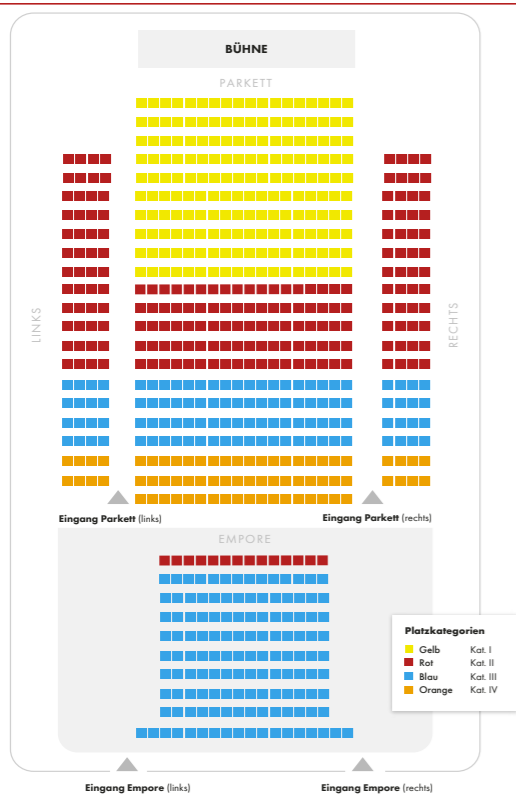 BÜHNE
PARKETT
LINKS
RECHTS
Eingang Parkett (links)
Eingang Parkett (rechts)
EMPORE
Platzkategorien
Gelb Kat. I
Rot Kat. II
Blau Kat. III
Orange Kat. IV
Eingang Empore (links)
Eingang Empore (rechts)